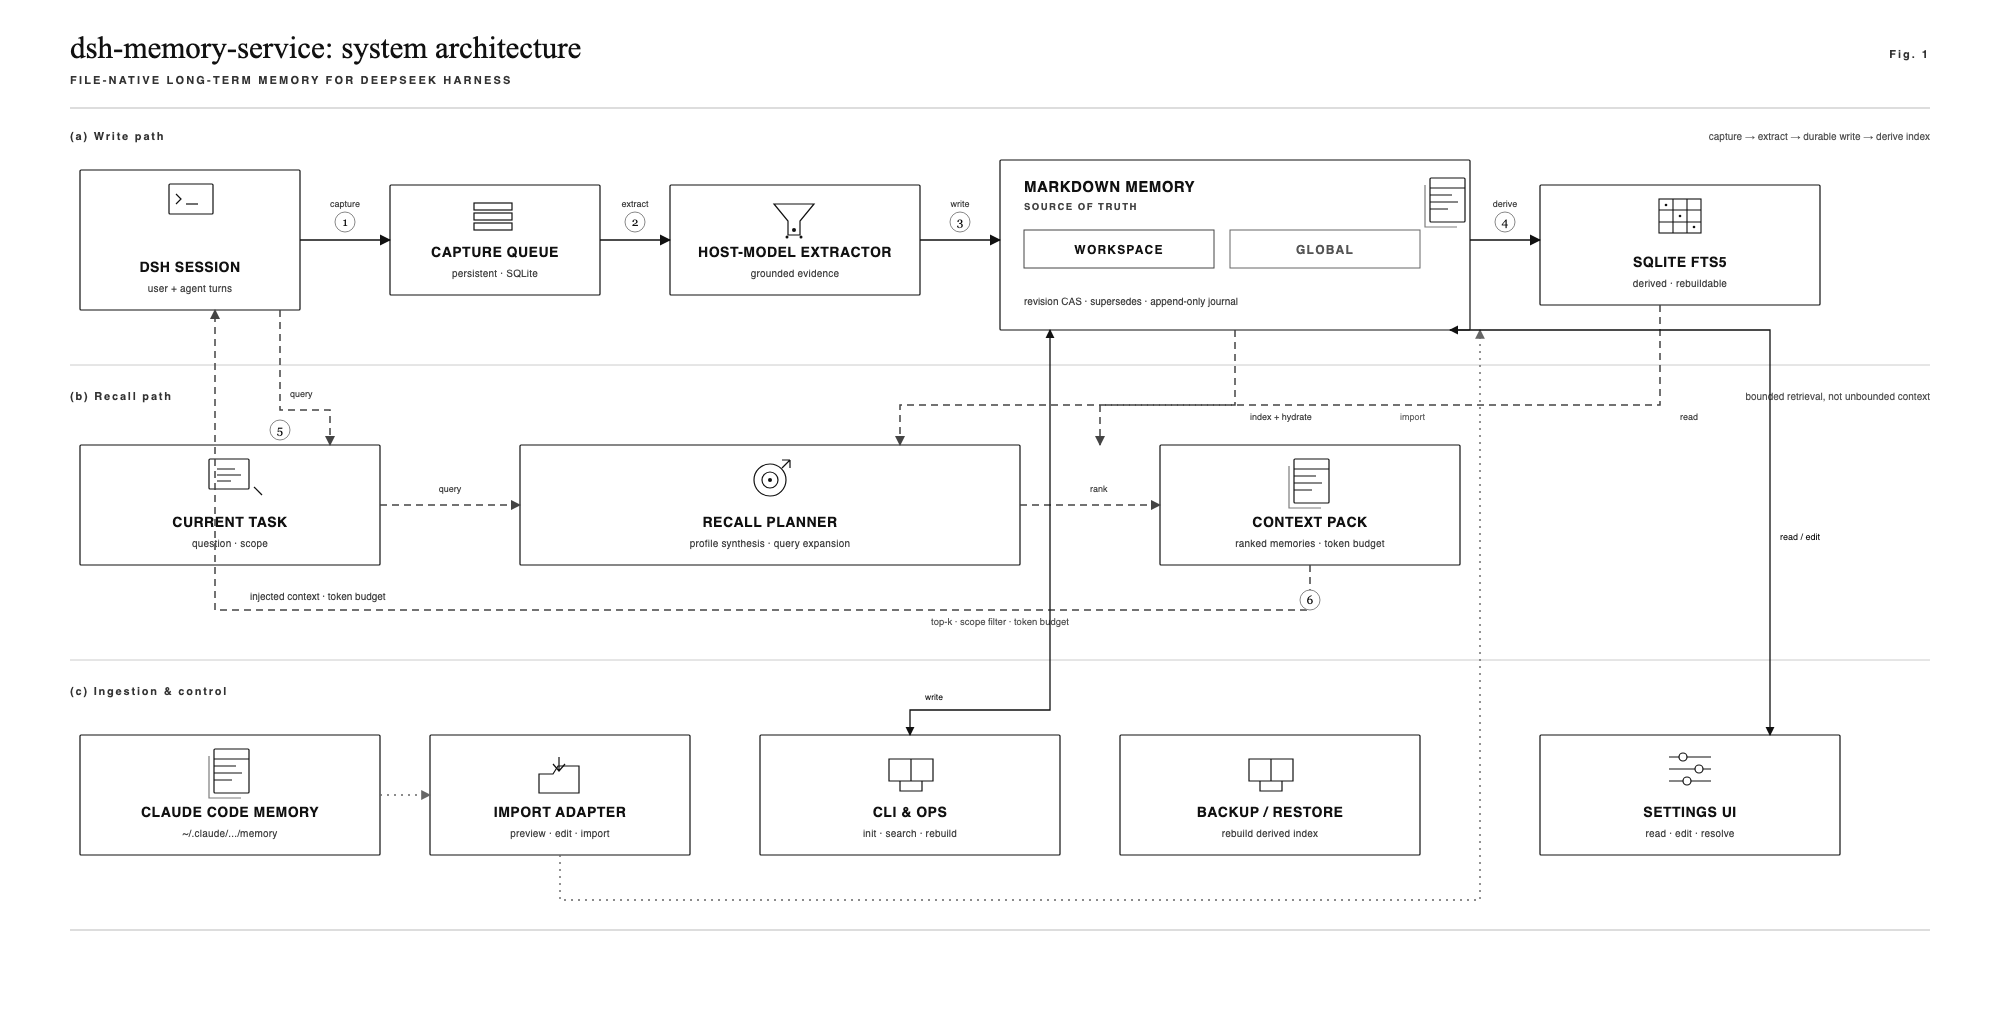 dsh-memory-service: system architecture
Fig. 1
FILE-NATIVE LONG-TERM MEMORY FOR DEEPSEEK HARNESS
(a) Write path
capture → extract → durable write → derive index
DSH SESSION
user + agent turns
capture
1
CAPTURE QUEUE
persistent · SQLite
extract
2
HOST-MODEL EXTRACTOR
grounded evidence
write
3
MARKDOWN MEMORY
SOURCE OF TRUTH
WORKSPACE
GLOBAL
revision CAS · supersedes · append-only journal
derive
4
SQLITE FTS5
derived · rebuildable
(b) Recall path
bounded retrieval, not unbounded context
query
5
index + hydrate
import
read
CURRENT TASK
question · scope
query
RECALL PLANNER
profile synthesis · query expansion
rank
CONTEXT PACK
ranked memories · token budget
read / edit
injected context · token budget
6
top-k · scope filter · token budget
(c) Ingestion & control
write
CLAUDE CODE MEMORY
~/.claude/.../memory
IMPORT ADAPTER
preview · edit · import
CLI & OPS
init · search · rebuild
BACKUP / RESTORE
rebuild derived index
SETTINGS UI
read · edit · resolve